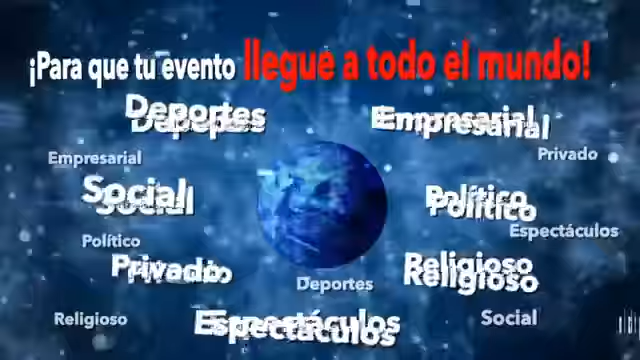 ¡Para que tu evento llegue a todo el mundo!
Deportes
Empresarial
Empresarial
Privado
Social
Político
Político
Espectáculos
Privado
Religioso
Deportes
Religioso
Espectáculos
Social